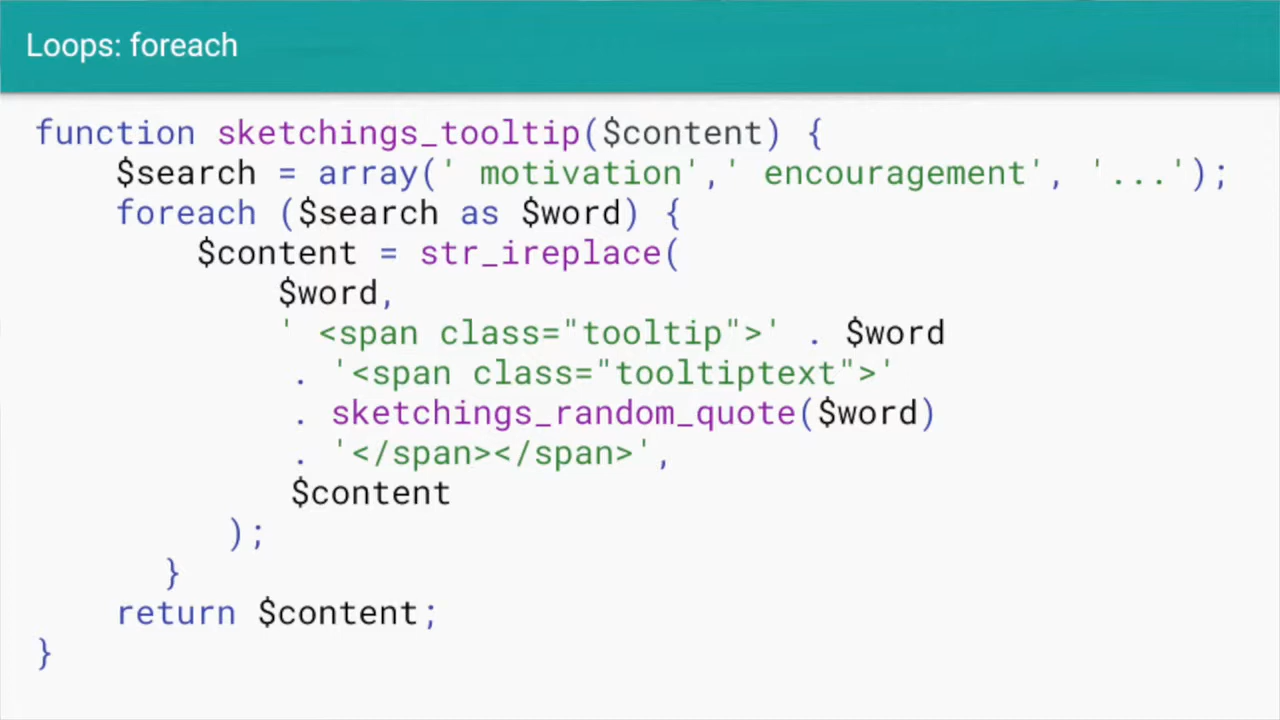 Loops: foreach
function sketchings_tooltip($content) {
    $search = array(' motivation',' encouragement', '...');
    foreach ($search as $word) {
        $content = str_ireplace(
            $word,
            ' <span class="tooltip">' . $word
             . '<span class="tooltiptext">'
             . sketchings_random_quote($word)
             . '</span></span>',
             $content
          );
      }
    return $content;
}